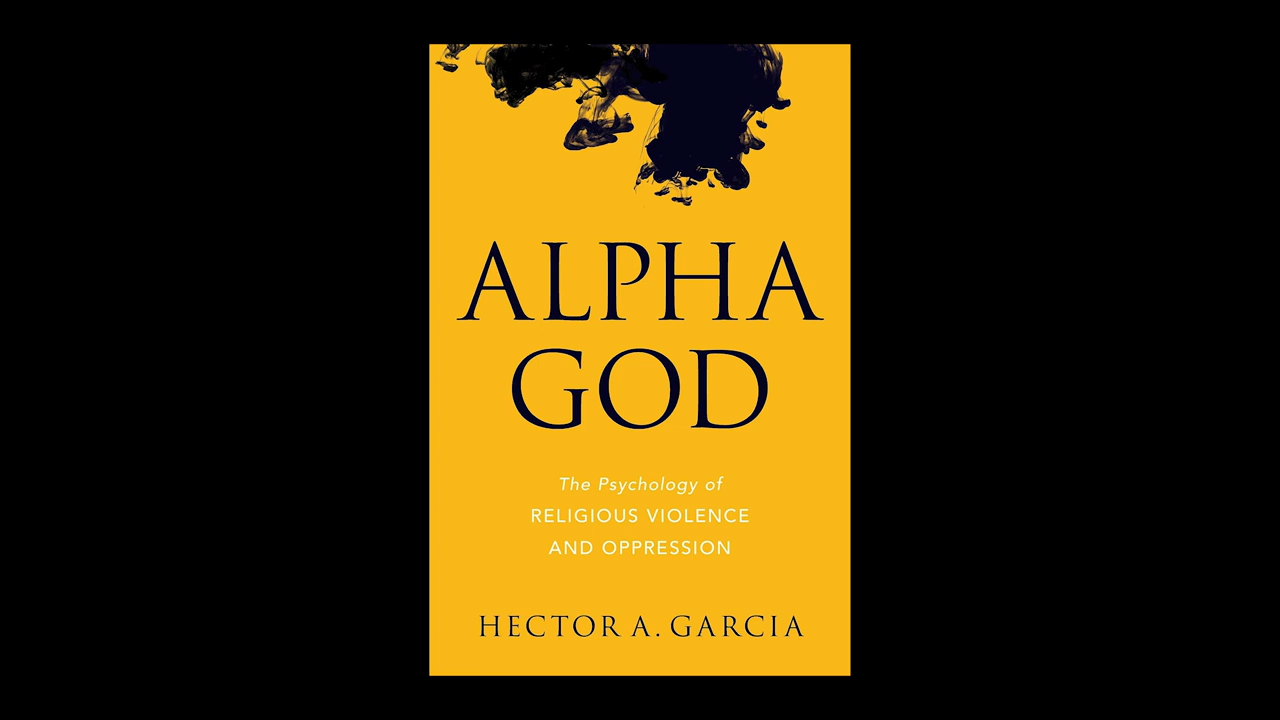 ALPHA
GOD
The Psychology of
RELIGIOUS VIOLENCE
AND OPPRESSION
HECTOR A. GARCIA